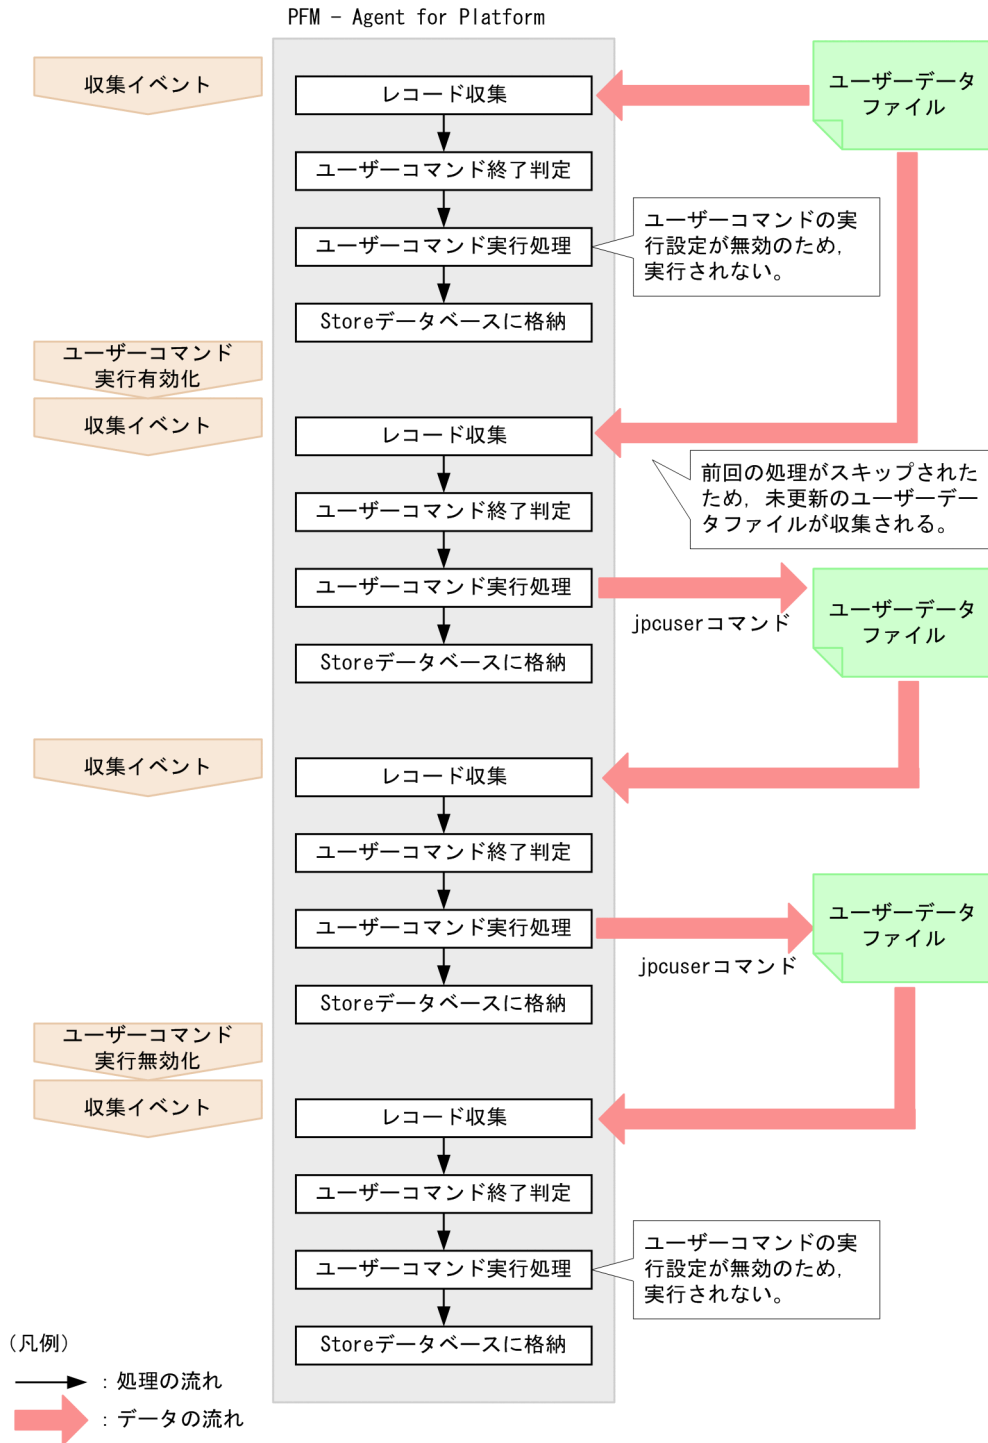 PFM - Agent for Platform
収集イベント
レコード収集
ユーザーデータ
ファイル
ユーザーコマンド終了判定
ユーザーコマンド実行処理
ユーザーコマンドの実
行設定が無効のため,
実行されない。
Storeデータベースに格納
ユーザーコマンド
実行有効化
収集イベント
レコード収集
前回の処理がスキップされた
ため, 未更新のユーザーデー
タファイルが収集される。
ユーザーコマンド終了判定
ユーザーコマンド実行処理
jpcuserコマンド
ユーザーデータ
ファイル
Storeデータベースに格納
収集イベント
レコード収集
ユーザーコマンド終了判定
ユーザーコマンド実行処理
jpcuserコマンド
ユーザーデータ
ファイル
Storeデータベースに格納
ユーザーコマンド
実行無効化
収集イベント
レコード収集
ユーザーコマンド終了判定
ユーザーコマンド実行処理
ユーザーコマンドの実
行設定が無効のため,
実行されない。
Storeデータベースに格納
(凡例)
: 処理の流れ
: データの流れ